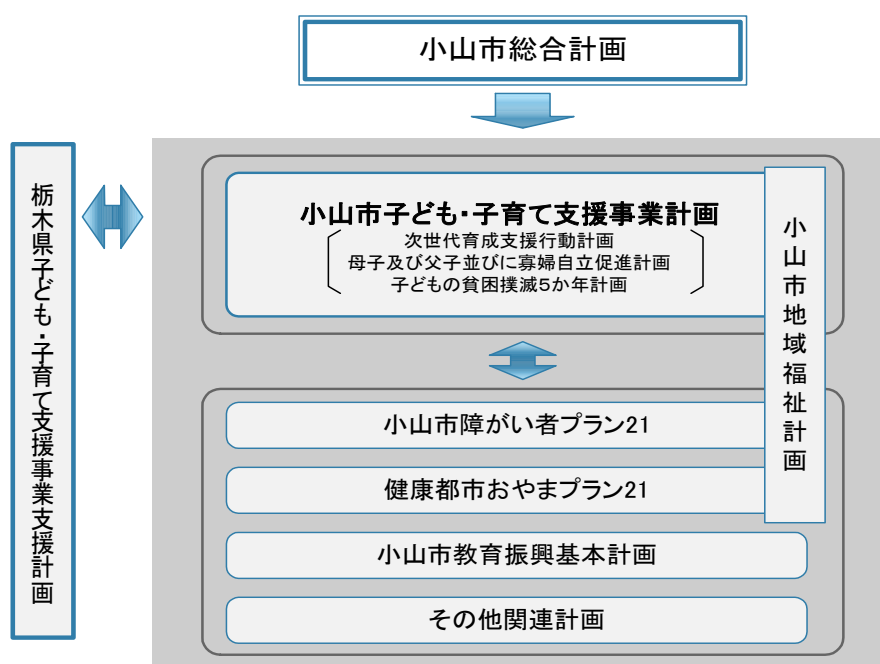 小山市総合計画
栃木県子ども・子育て支援事業支援計画
小山市子ども・子育て支援事業計画
次世代育成支援行動計画
母子及び父子並びに寡婦自立促進計画
子どもの貧困撲滅5か年計画
小山市地域福祉計画
小山市障がい者プラン21
健康都市おやまプラン21
小山市教育振興基本計画
その他関連計画